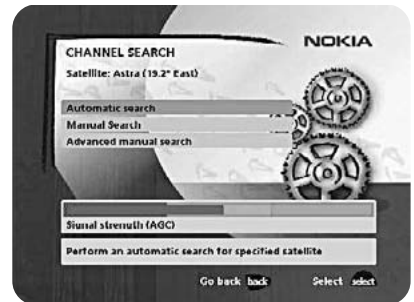 NOKIA
CHANNEL SEARCH
Satellite: Astra (19.2° East)
Automatic search
Manual Search
Advanced manual search
Signal strength (AGC)
Perform an automatic search for specified satellite
Go back back Select select